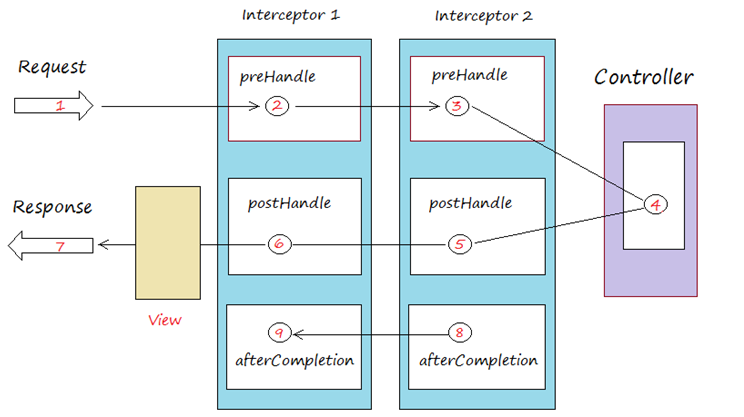 Interceptor 1
Interceptor 2
Request
preHandle
preHandle
Controller
1
2
3
4
Response
postHandle
postHandle
7
6
5
View
9
8
afterCompletion
afterCompletion